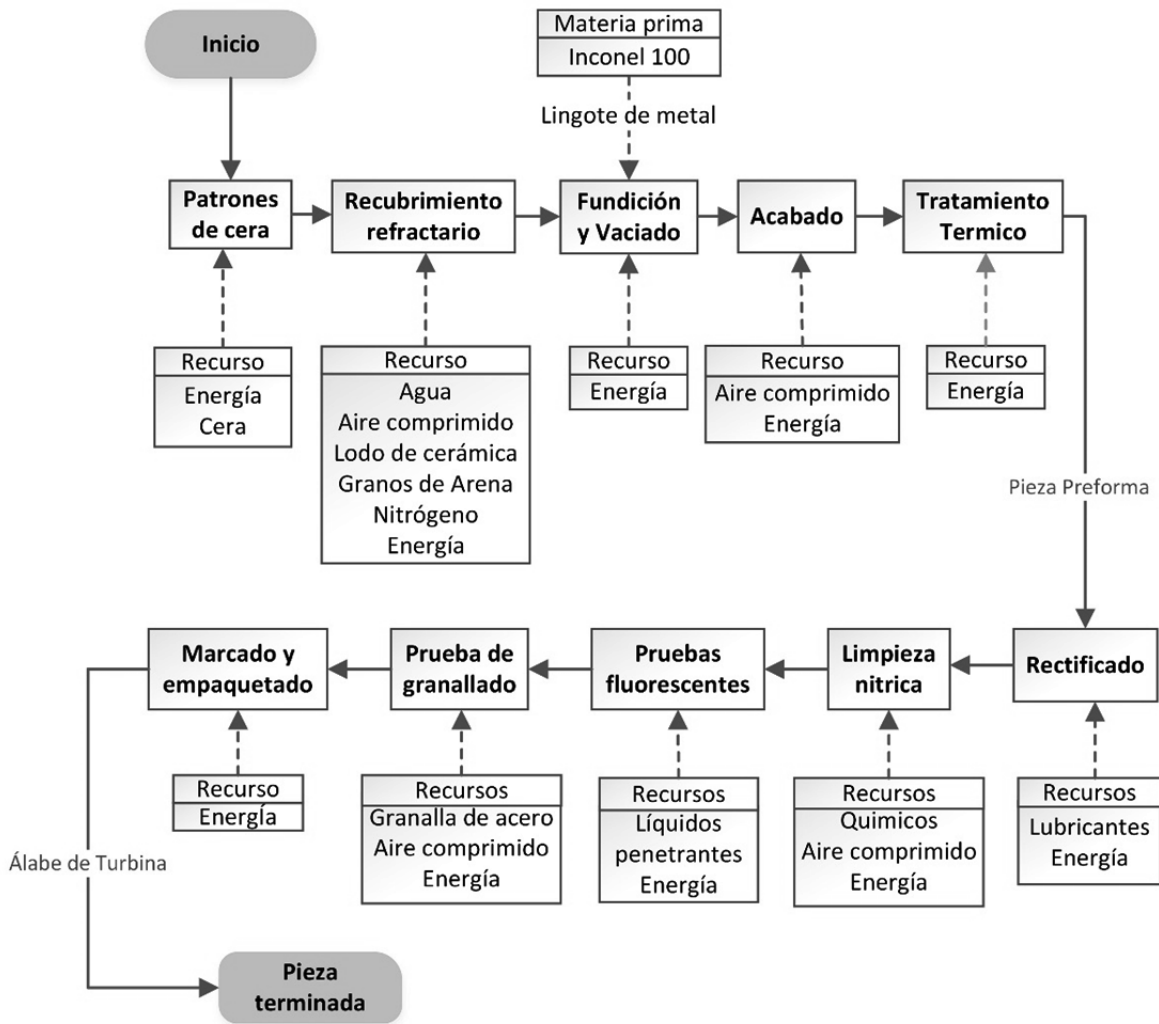 Inicio
Materia prima
Inconel 100
Lingote de metal
Patrones
de cera
Recubrimiento
refractario
Fundición
y Vaciado
Acabado
Tratamiento
Termico
Recurso
Energía
Cera
Recurso
Agua
Aire comprimido
Lodo de cerámica
Granos de Arena
Nitrógeno
Energía
Recurso
Energía
Recurso
Aire comprimido
Energía
Recurso
Energía
Pieza Preforma
Rectificado
Limpieza
nitrica
Pruebas
fluorescentes
Prueba de
granallado
Marcado y
empaquetado
Recursos
Lubricantes
Energía
Recursos
Quimicos
Aire comprimido
Energía
Recursos
Líquidos
penetrantes
Energía
Recursos
Granalla de acero
Aire comprimido
Energía
Recurso
Energía
Álabe de Turbina
Pieza
terminada